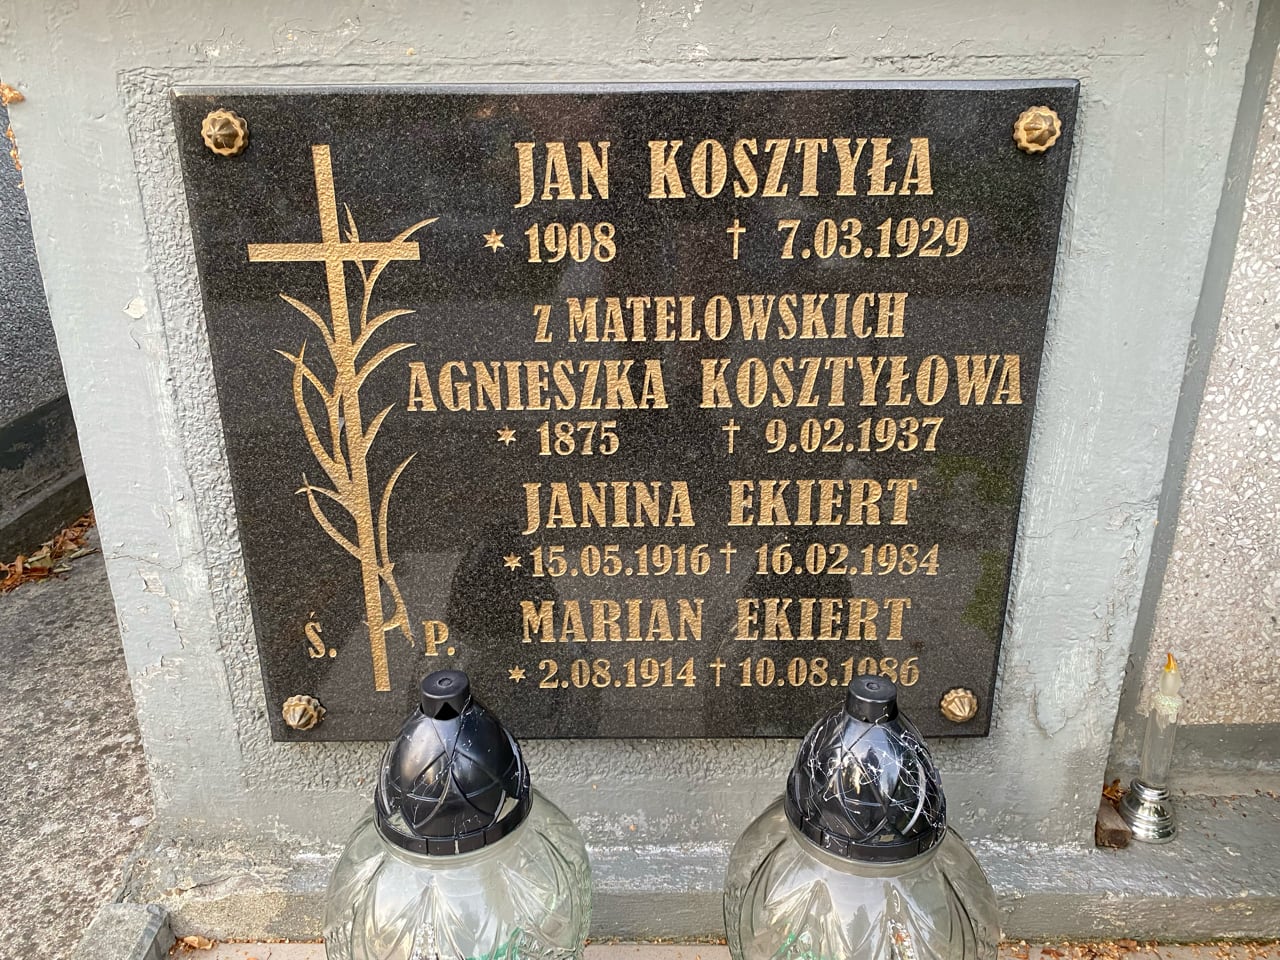 JAN KOSZTYŁA
* 1908 † 7.03.1929
Z MATELOWSKICH
AGNIESZKA KOSZTYŁOWA
* 1875 † 9.02.1937
JANINA EKIERT
* 15.05.1916 † 16.02.1984
MARIAN EKIERT
* 2.08.1914 † 10.08.1986
Ś. P.